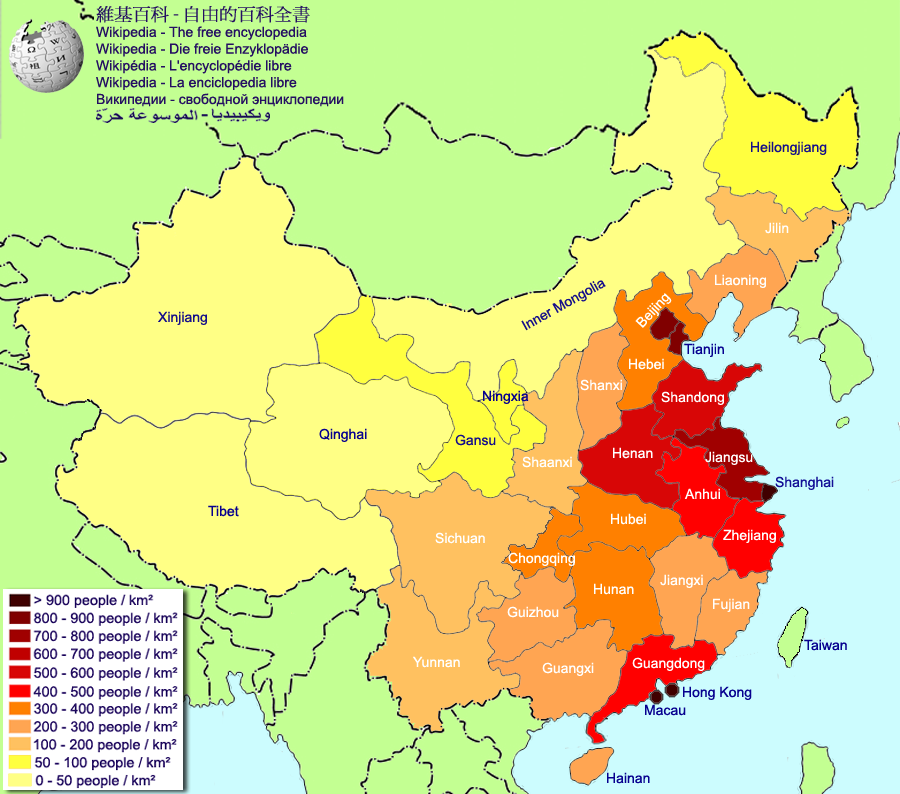 維基百科 - 自由的百科全書
Wikipedia - The free encyclopedia
Wikipedia - Die freie Enzyklopädie
Wikipédia - L'encyclopédie libre
Wikipedia - La enciclopedia libre
Википедии - свободной энциклопедии
ويكيبيديا - الموسوعة حرّة
Heilongjiang
Jilin
Liaoning
Inner Mongolia
Beijing
Xinjiang
Tianjin
Hebei
Shanxi
Ningxia
Shandong
Qinghai
Gansu
Henan
Jiangsu
Shaanxi
Shanghai
Anhui
Tibet
Hubei
Zhejiang
Sichuan
Chongqing
Hunan
Jiangxi
Fujian
Guizhou
Taiwan
Yunnan
Guangxi
Guangdong
Hong Kong
Macau
Hainan
> 900 people / km²
800 - 900 people / km²
700 - 800 people / km²
600 - 700 people / km²
500 - 600 people / km²
400 - 500 people / km²
300 - 400 people / km²
200 - 300 people / km²
100 - 200 people / km²
50 - 100 people / km²
0 - 50 people / km²